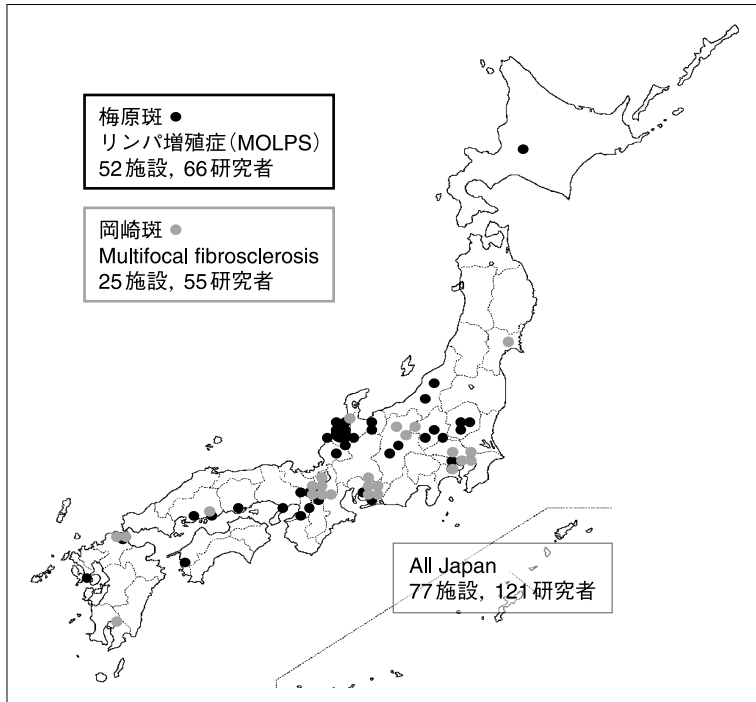 梅原斑 ●
リンパ増殖症（MOLPS）
52施設，66研究者
岡崎斑 ●
Multifocal fibrosclerosis
25施設，55研究者
All Japan
77施設，121研究者